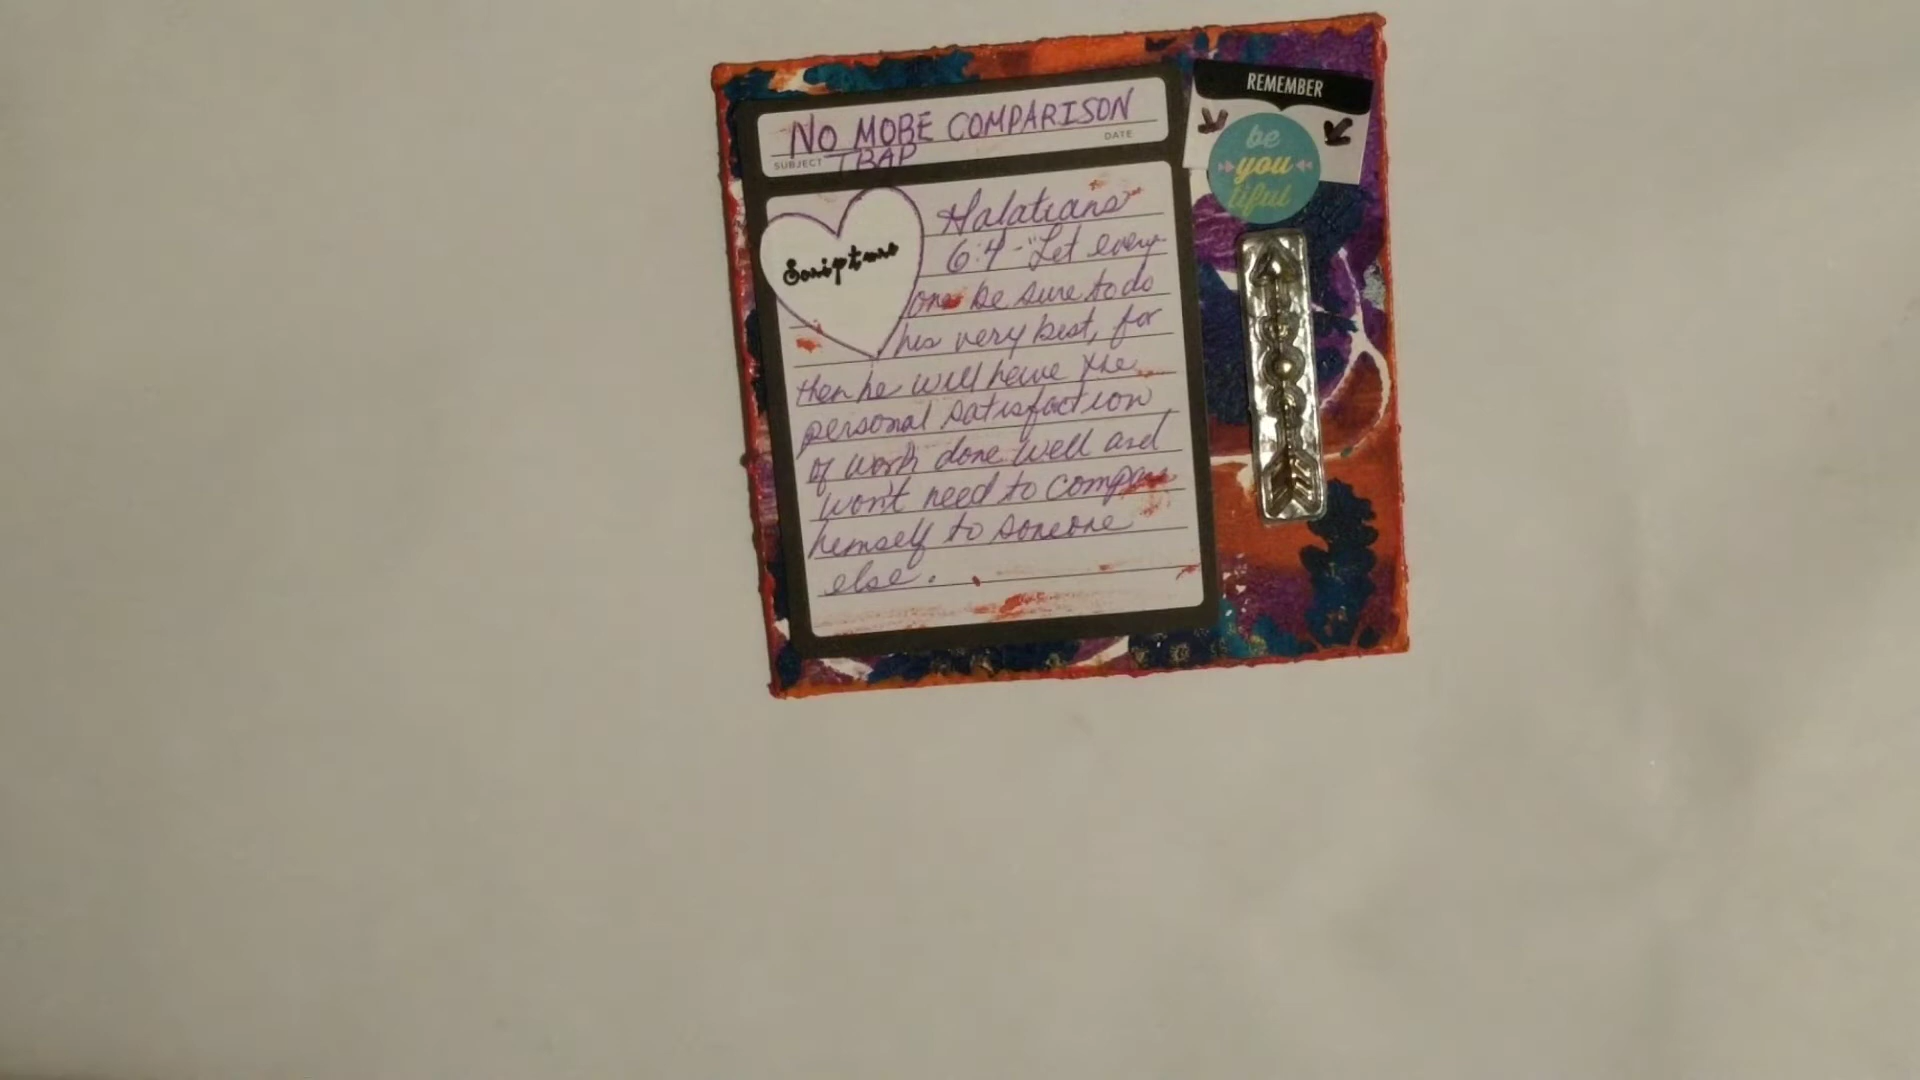 NO MORE COMPARISON
SUBJECT TRAP DATE
Scripture
Galatians
6:4 - "Let every
one be sure to do
his very best, for
then he will have the
personal satisfaction
of work done well and
won't need to compare
himself to someone
else.
REMEMBER
be
you
tiful